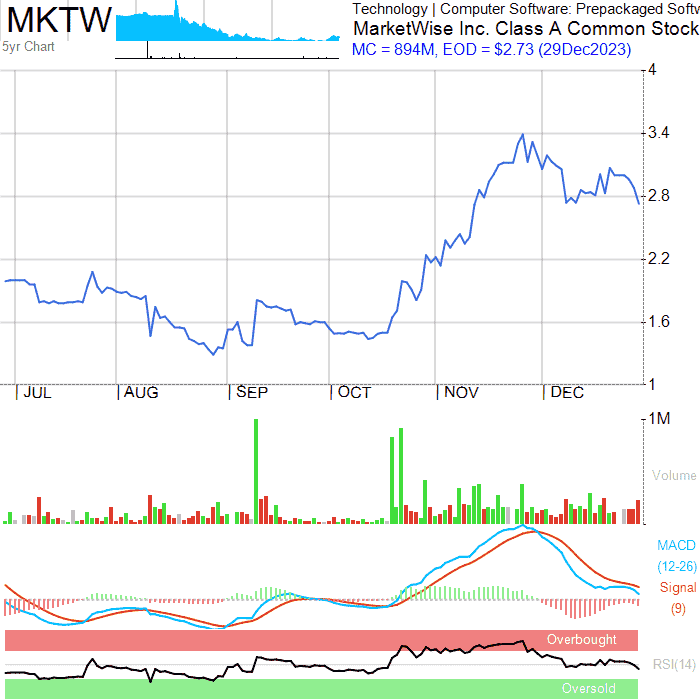 MKTW
5yr Chart
Technology | Computer Software: Prepackaged Softw
MarketWise Inc. Class A Common Stock
MC = 894M, EOD = $2.73 (29Dec2023)
4
3.4
2.8
2.2
1.6
1
JUL AUG SEP OCT NOV DEC
1M
Volume
MACD
(12-26)
Signal
(9)
Overbought
RSI(14)
Oversold